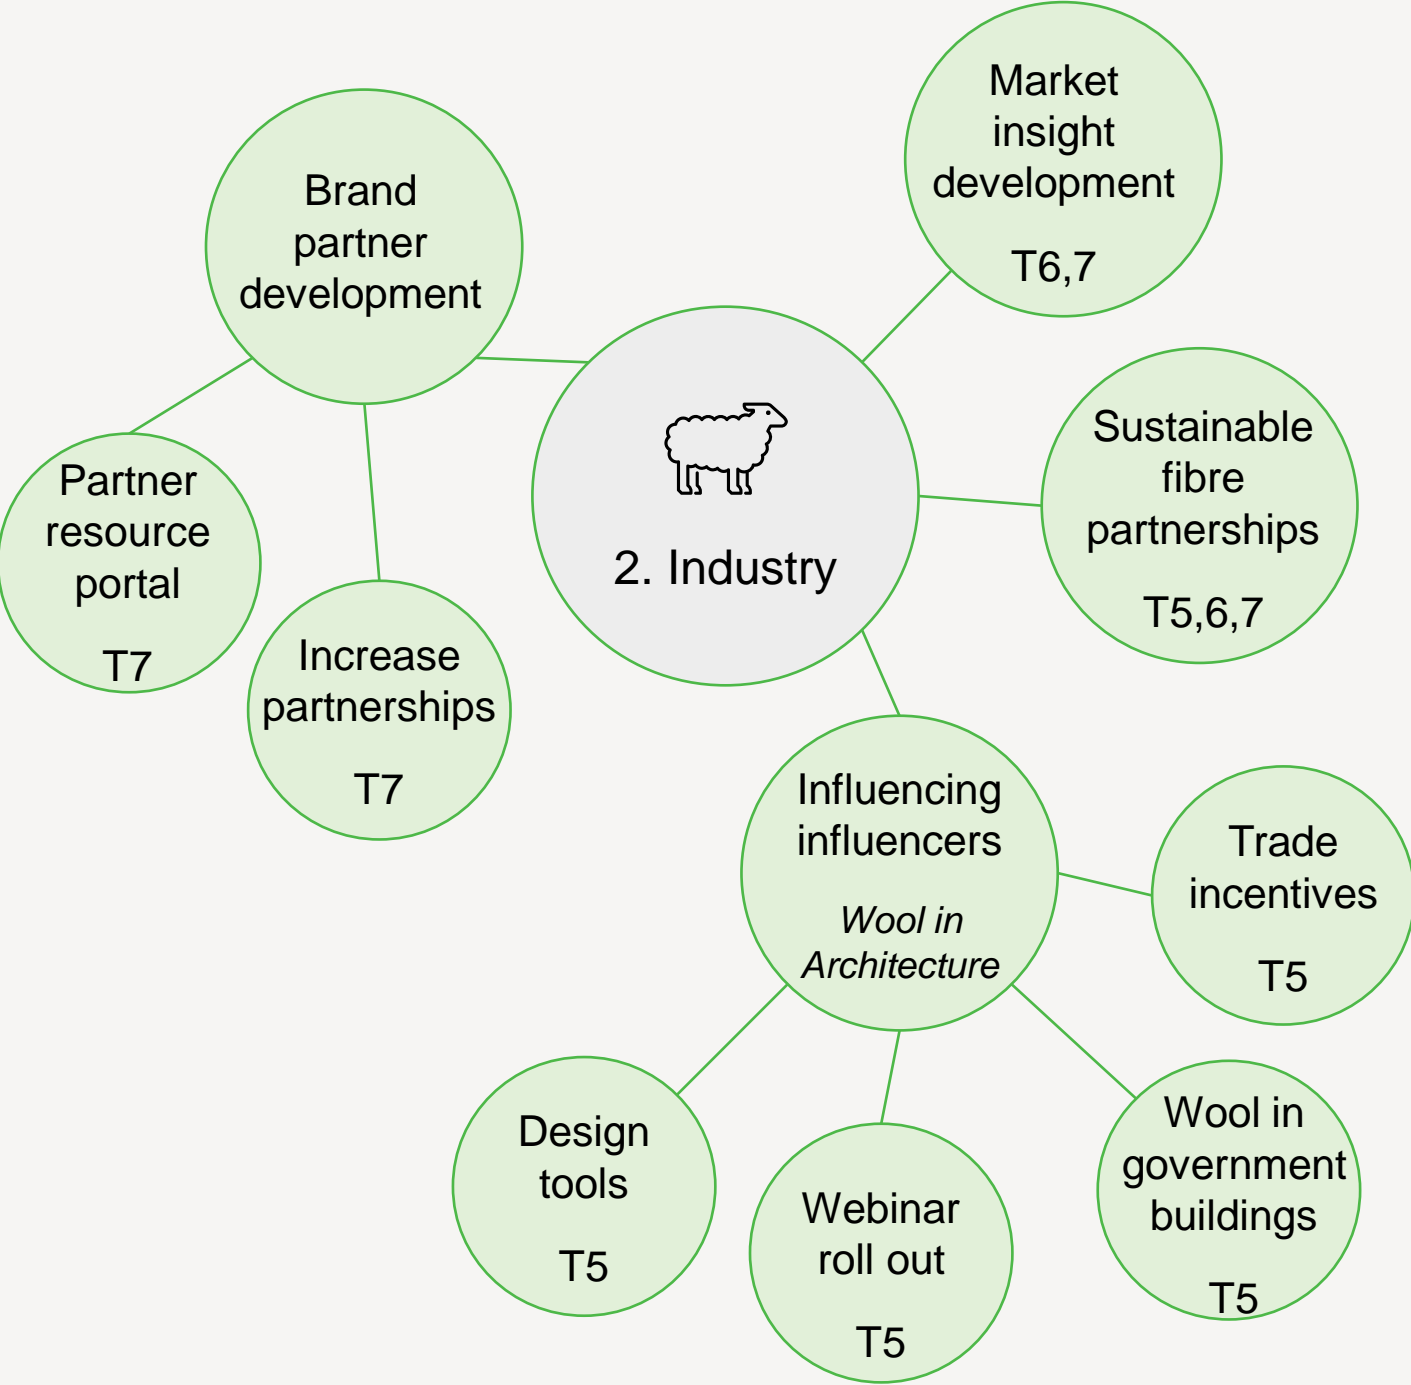 Market
insight
development
T6,7
Brand
partner
development
Sustainable
fibre
partnerships
T5,6,7
Partner
resource
portal
T7
2. Industry
Increase
partnerships
T7
Influencing
influencers
Wool in
Architecture
Trade
incentives
T5
Design
tools
T5
Webinar
roll out
T5
Wool in
government
buildings
T5